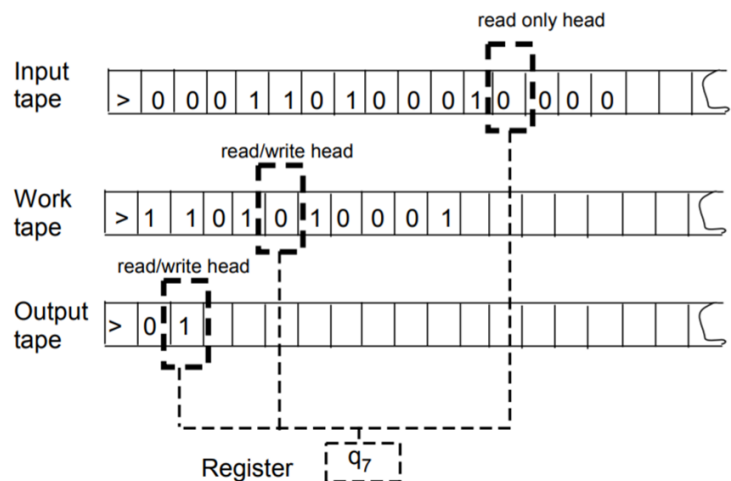 read only head
Input tape
> 0 0 0 1 1 0 1 0 0 0 1 0 0 0 0
read/write head
Work tape
> 1 1 0 1 0 1 0 0 0 1
read/write head
Output tape
> 0 1
Register q7